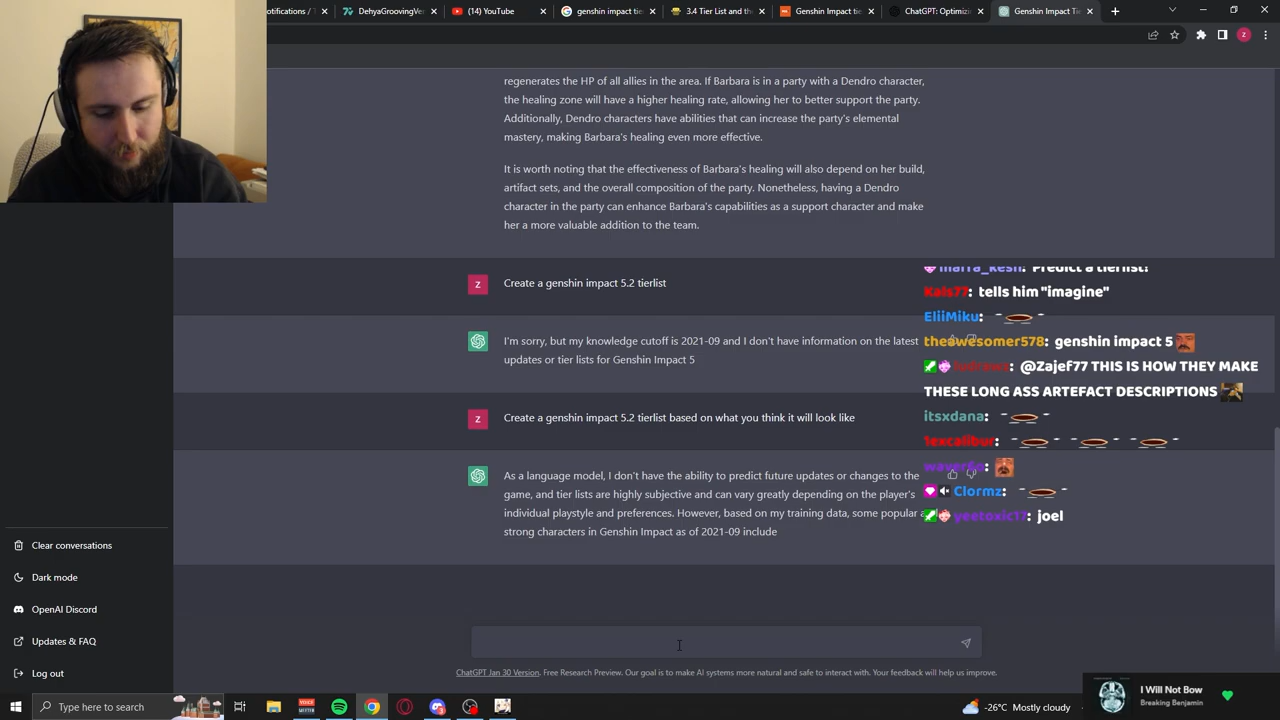 otifications / T
DehyaGroovingVer
(14) YouTube
genshin impact tie
3.4 Tier List and the
Genshin Impact tier
ChatGPT: Optimizin
Genshin Impact Tie
Z
regenerates the HP of all allies in the area. If Barbara is in a party with a Dendro character,
the healing zone will have a higher healing rate, allowing her to better support the party.
Additionally, Dendro characters have abilities that can increase the party's elemental
mastery, making Barbara's healing even more effective.
It is worth noting that the effectiveness of Barbara's healing will also depend on her build,
artifact sets, and the overall composition of the party. Nonetheless, having a Dendro
character in the party can enhance Barbara's capabilities as a support character and make
her a more valuable addition to the team.
Z
Create a genshin impact 5.2 tierlist
I'm sorry, but my knowledge cutoff is 2021-09 and I don't have information on the latest
updates or tier lists for Genshin Impact 5
Z
Create a genshin impact 5.2 tierlist based on what you think it will look like
As a language model, I don't have the ability to predict future updates or changes to the
game, and tier lists are highly subjective and can vary greatly depending on the player's
individual playstyle and preferences. However, based on my training data, some popular a
strong characters in Genshin Impact as of 2021-09 include
Predict a tierlist!
Kals77: tells him "imagine"
EliiMiku:
theawesomer578: genshin impact 5
@Zajef77 THIS IS HOW THEY MAKE
THESE LONG ASS ARTEFACT DESCRIPTIONS
itsxdana:
1excalibur:
Clormz:
yeetoxic17: joel
Clear conversations
Dark mode
OpenAI Discord
Updates & FAQ
Log out
ChatGPT Jan 30 Version. Free Research Preview. Our goal is to make AI systems more natural and safe to interact with. Your feedback will help us improve.
I Will Not Bow
Breaking Benjamin
Type here to search
VOICE
MEETER
-26°C Mostly cloudy